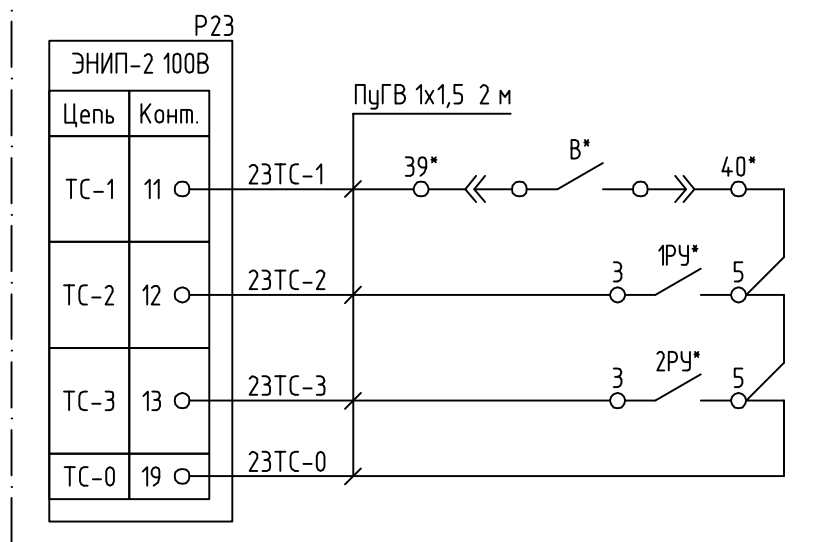 Р23
ЭНИП-2 100В
ПуГВ 1х1,5 2 м
Цепь Конт.
ТС-1 11 23ТС-1 39* В* 40*
ТС-2 12 23ТС-2 3 1РУ* 5
ТС-3 13 23ТС-3 3 2РУ* 5
ТС-0 19 23ТС-0